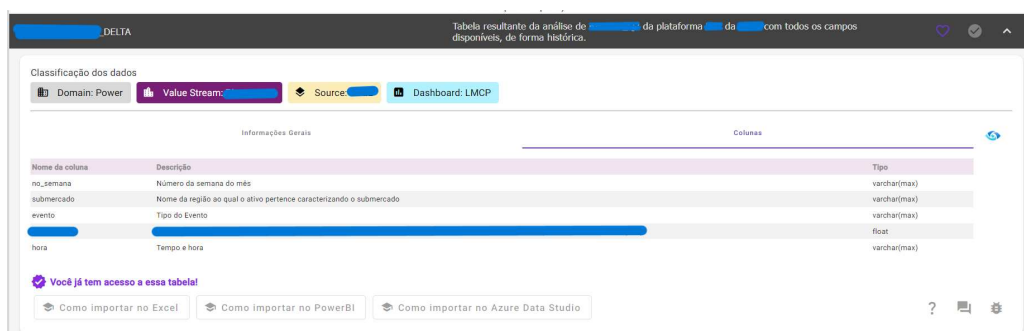 _DELTA
Tabela resultante da análise de da plataforma da com todos os campos
disponíveis, de forma histórica.
Classificação dos dados
Domain: Power
Value Stream:
Source:
Dashboard: LMCP
Informações Gerais
Colunas
Nome da coluna Descrição Tipo
no_semana Número da semana do mês varchar(max)
submercado Nome da região ao qual o ativo pertence caracterizando o submercado varchar(max)
evento Tipo do Evento varchar(max)
float
hora Tempo e hora varchar(max)
Você já tem acesso a essa tabela!
Como importar no Excel
Como importar no PowerBI
Como importar no Azure Data Studio